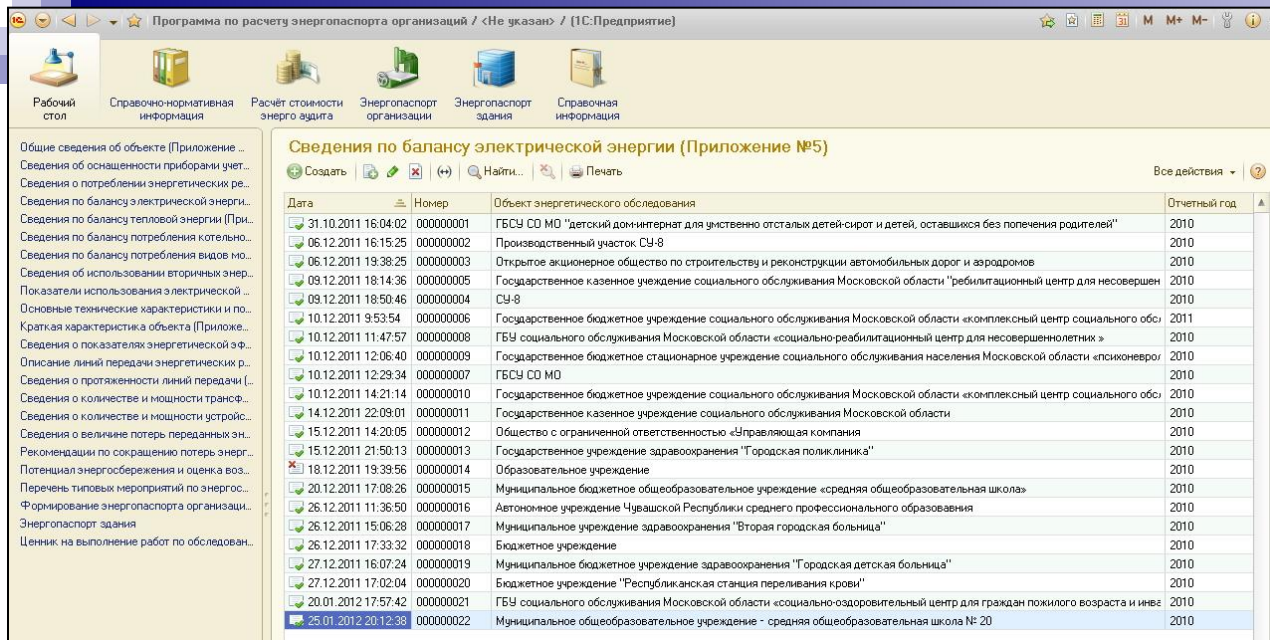 Программа по расчету энергопаспорта организаций / <Не указан> / (1С:Предприятие)
M M+ M-
Рабочий стол
Справочно-нормативная информация
Расчёт стоимости энерго аудита
Энергопаспорт организации
Энергопаспорт здания
Справочная информация
Общие сведения об объекте (Приложение ...
Сведения об оснащенности приборами учет...
Сведения о потреблении энергетических ре...
Сведения по балансу электрической энерги...
Сведения по балансу тепловой энергии (При...
Сведения по балансу потребления котельно...
Сведения по балансу потребления видов мо...
Сведения об использовании вторичных энер...
Показатели использования электрической ...
Основные технические характеристики и по...
Краткая характеристика объекта (Приложе...
Сведения о показателях энергетической эф...
Описание линий передачи энергетических р...
Сведения о протяженности линий передачи (...
Сведения о количестве и мощности трансф...
Сведения о количестве и мощности устройс...
Сведения о величине потерь переданных эн...
Рекомендации по сокращению потерь энерг...
Потенциал энергосбережения и оценка воз...
Перечень типовых мероприятий по энергос...
Формирование энергопаспорта организаци...
Энергопаспорт здания
Ценник на выполнение работ по обследован...
Сведения по балансу электрической энергии (Приложение №5)
Создать Найти... Печать Все действия
Дата Номер Объект энергетического обследования Отчетный год
31.10.2011 16:04:02 000000001 ГБСУ СО МО "детский дом-интернат для умственно отсталых детей-сирот и детей, оставшихся без попечения родителей" 2010
06.12.2011 16:15:25 000000002 Производственный участок СУ-8 2010
06.12.2011 19:38:25 000000003 Открытое акционерное общество по строительству и реконструкции автомобильных дорог и аэродромов 2010
09.12.2011 18:14:36 000000005 Государственное казенное учеждение социального обслуживания Московской области "ребилитационный центр для несовершен 2010
09.12.2011 18:50:46 000000004 СУ-8 2010
10.12.2011 9:53:54 000000006 Государственное бюджетное учреждение социального обслуживания Московской области «комплексный центр социального обс 2011
10.12.2011 11:47:57 000000008 ГБУ социального обслуживания Московской области «социально-реабилитационный центр для несовершеннолетних » 2010
10.12.2011 12:06:40 000000009 Государственное бюджетное стационарное учреждение социального обслуживания населения Московской области «психоневрол 2010
10.12.2011 12:29:34 000000007 ГБСУ СО МО 2010
10.12.2011 14:21:14 000000010 Государственное бюджетное учреждение социального обслуживания Московской области «комплексный центр социального обс 2010
14.12.2011 22:09:01 000000011 Государственное казенное учреждение социального обслуживания Московской области 2010
15.12.2011 14:20:05 000000012 Общество с ограниченной ответственностью «Управляющая компания 2010
15.12.2011 21:50:13 000000013 Государственное учреждение здравоохранения "Городская поликлиника" 2010
18.12.2011 19:39:56 000000014 Образовательное учреждение 2010
20.12.2011 17:08:26 000000015 Муниципальное бюджетное общеобразовательное учреждение «средняя общеобразовательная школа» 2010
26.12.2011 11:36:50 000000016 Автономное учреждение Чувашской Республики среднего профессионального образовавния 2010
26.12.2011 15:06:28 000000017 Муниципальное учреждение здравоохранения "Вторая городская больница" 2010
26.12.2011 17:33:32 000000018 Бюджетное учреждение 2010
27.12.2011 16:07:24 000000019 Муниципальное бюджетное учреждение здравоохранения "Городская детская больница" 2010
27.12.2011 17:02:04 000000020 Бюджетное учреждение "Республиканская станция переливания крови" 2010
20.01.2012 17:57:42 000000021 ГБУ социального обслуживания Московской области «социально-оздоровительный центр для граждан пожилого возраста и инва 2010
25.01.2012 20:12:38 000000022 Муниципальное общеобразовательное учреждение - средняя общеобразовательная школа № 20 2010